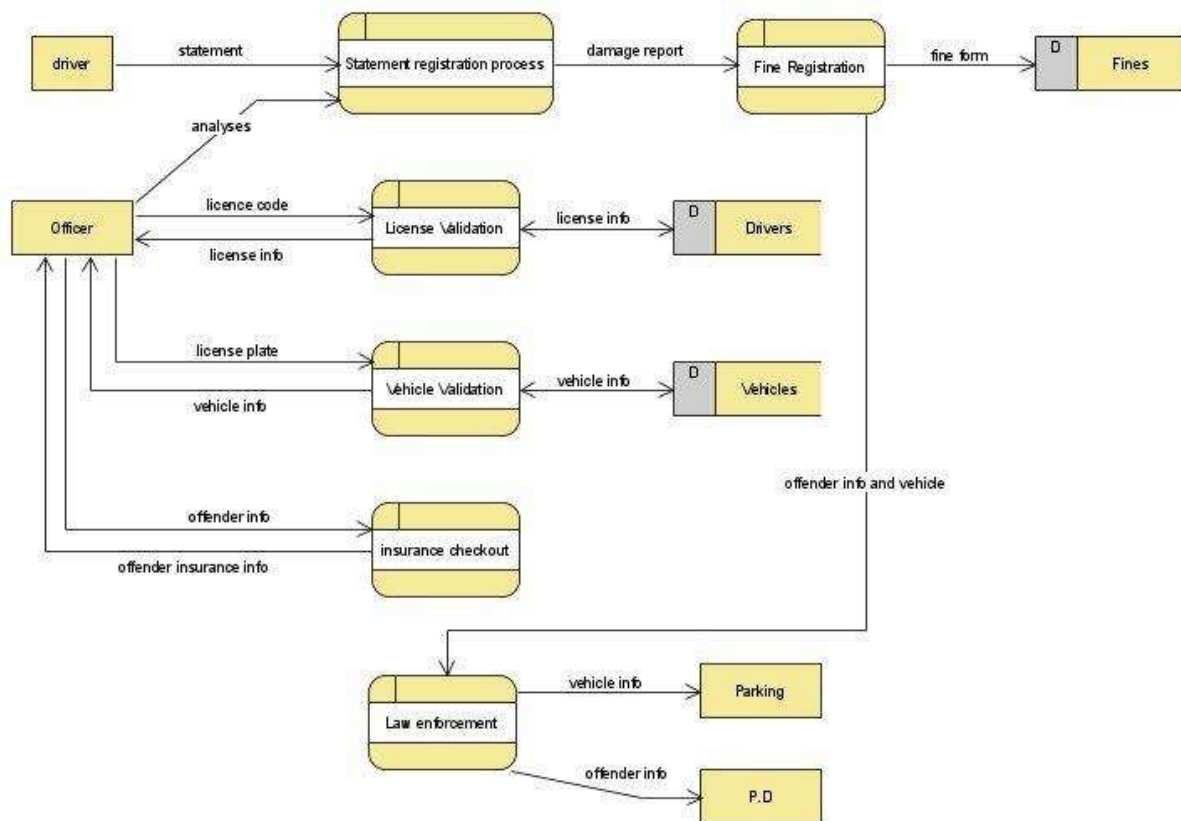 driver
statement
Statement registration process
damage report
Fine Registration
fine form
D
Fines
analyses
Officer
licence code
license info
License Validation
license info
D
Drivers
license plate
vehicle info
Vehicle Validation
vehicle info
D
Vehicles
offender info and vehicle
offender info
offender insurance info
insurance checkout
Law enforcement
vehicle info
Parking
offender info
P.D